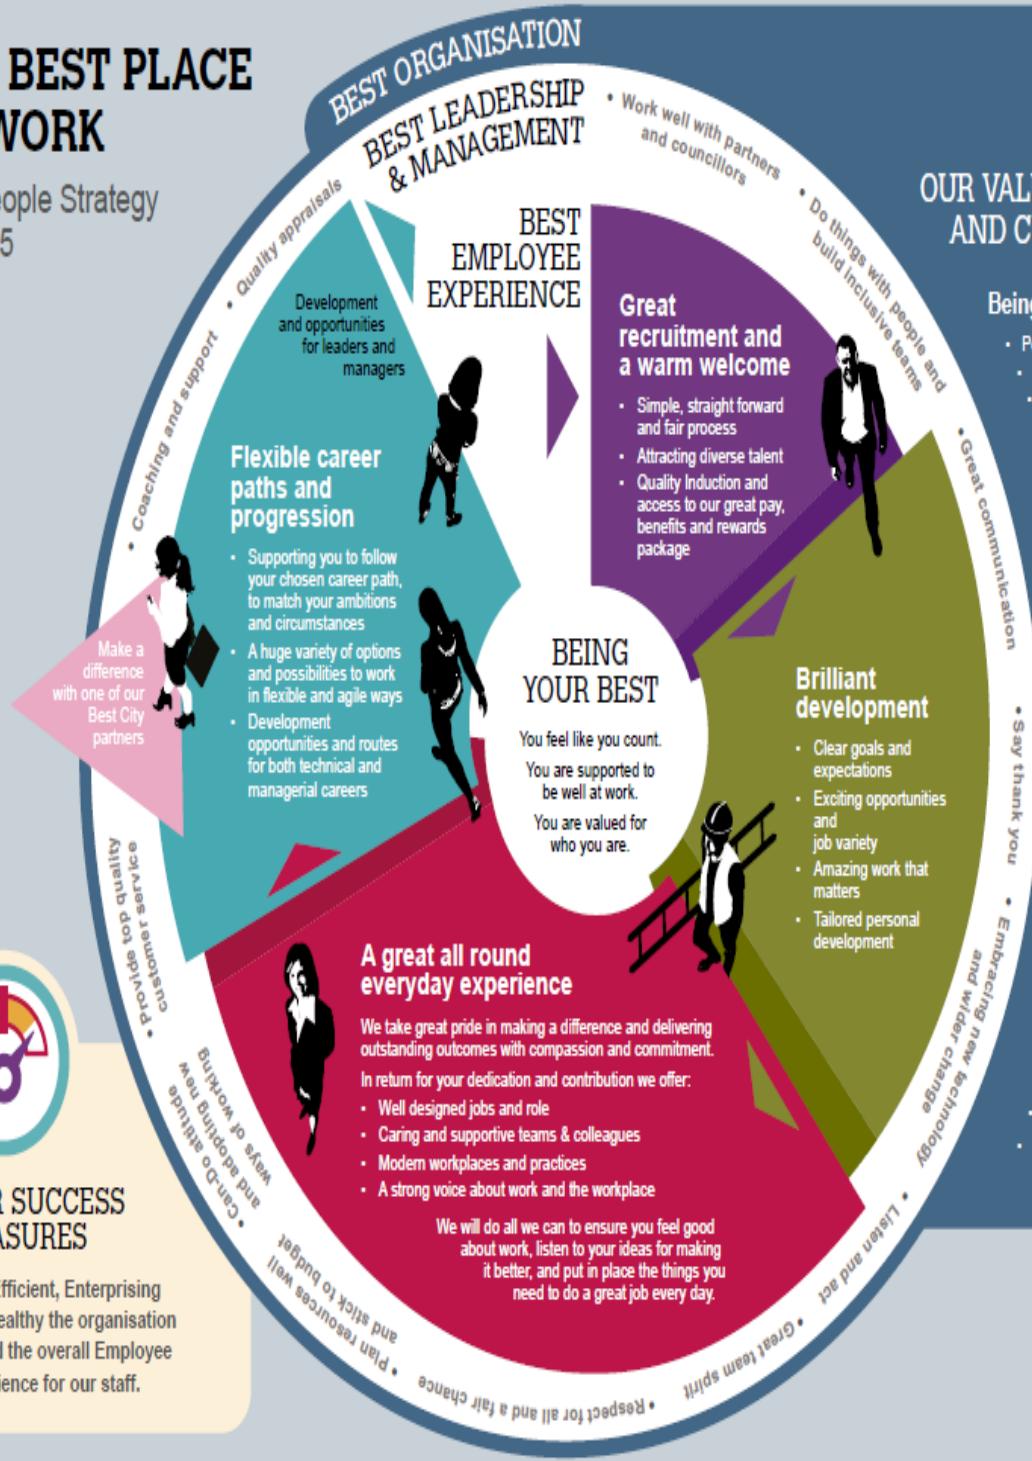 BEST PLACE
WORK
People Strategy
5
BEST ORGANISATION
BEST LEADERSHIP
& MANAGEMENT
BEST
EMPLOYEE
EXPERIENCE
• Work well with partners
and councillors
• Do things with people and
build inclusive teams
• Great communication
• Say thank you
• Embracing new technology
and wider change
• Listen and act
• Great team spirit
• Respect for all and a fair chance
• Plan resources well
and stick to budget
• Can-Do attitude
and adopting new
ways of working
• Provide top quality
customer service
• Coaching and support
• Quality appraisals
Great
recruitment and
a warm welcome
• Simple, straight forward
and fair process
• Attracting diverse talent
• Quality Induction and
access to our great pay,
benefits and rewards
package
Brilliant
development
• Clear goals and
expectations
• Exciting opportunities
and
job variety
• Amazing work that
matters
• Tailored personal
development
A great all round
everyday experience
We take great pride in making a difference and delivering
outstanding outcomes with compassion and commitment.
In return for your dedication and contribution we offer:
• Well designed jobs and role
• Caring and supportive teams & colleagues
• Modern workplaces and practices
• A strong voice about work and the workplace
We will do all we can to ensure you feel good
about work, listen to your ideas for making
it better, and put in place the things you
need to do a great job every day.
Development
and opportunities
for leaders and
managers
Flexible career
paths and
progression
• Supporting you to follow
your chosen career path,
to match your ambitions
and circumstances
• A huge variety of options
and possibilities to work
in flexible and agile ways
• Development
opportunities and routes
for both technical and
managerial careers
Make a
difference
with one of our
Best City
partners
BEING
YOUR BEST
You feel like you count.
You are supported to
be well at work.
You are valued for
who you are.
OUR VAL
AND C
Being
SUCCESS
ASURES
fficient, Enterprising
ealthy the organisation
the overall Employee
ience for our staff.